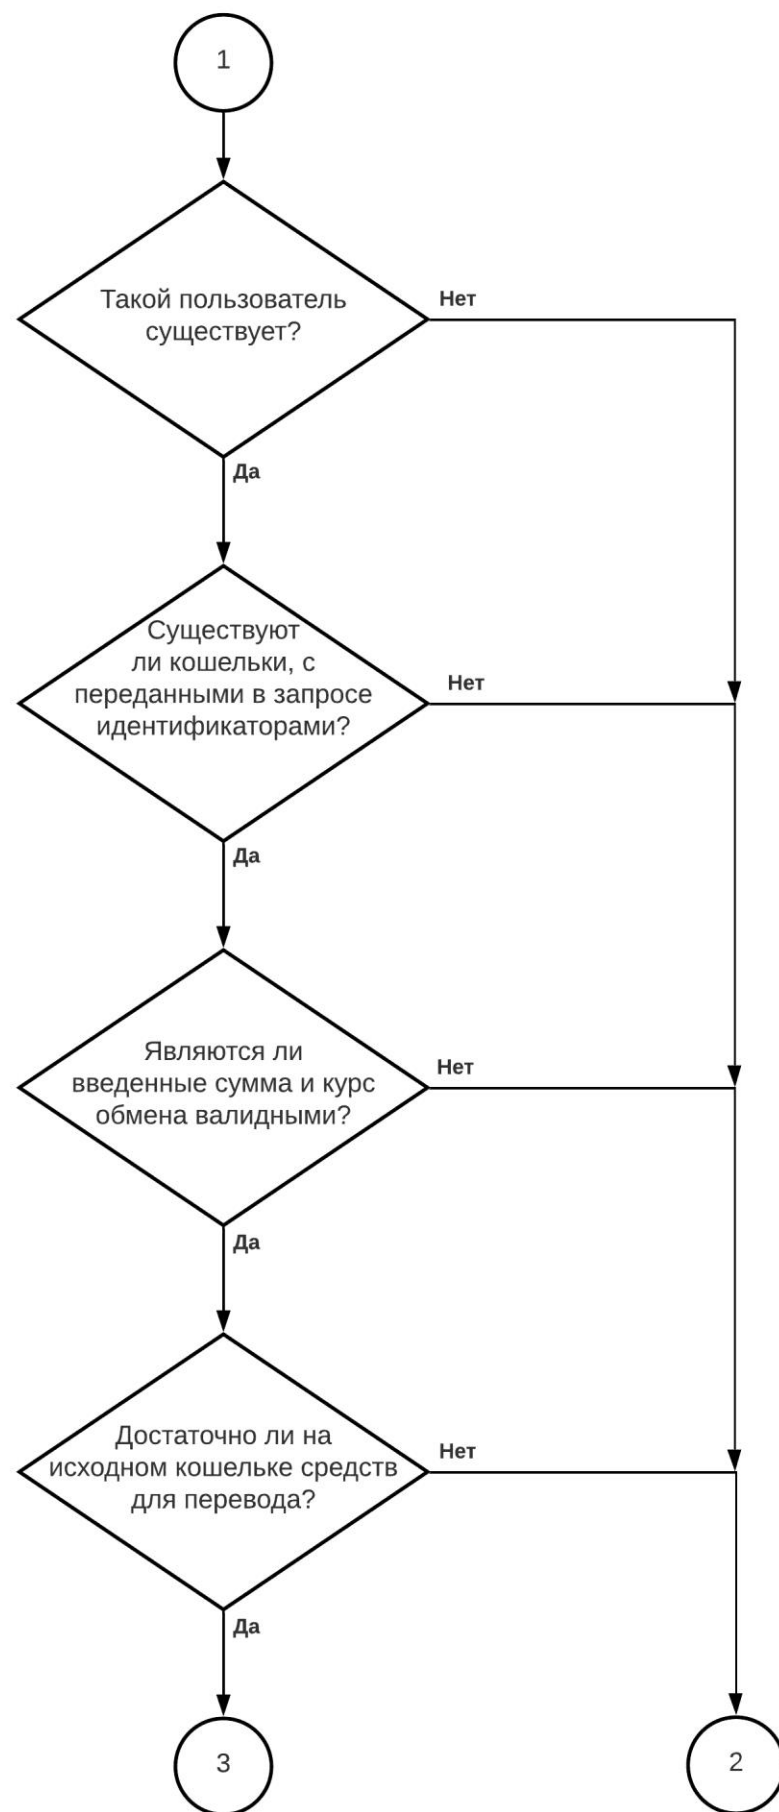 1
Такой пользователь
существует?
Нет
Да
Существуют
ли кошельки, с
переданными в запросе
идентификаторами?
Нет
Да
Являются ли
введенные сумма и курс
обмена валидными?
Нет
Да
Достаточно ли на
исходном кошельке средств
для перевода?
Нет
Да
3
2